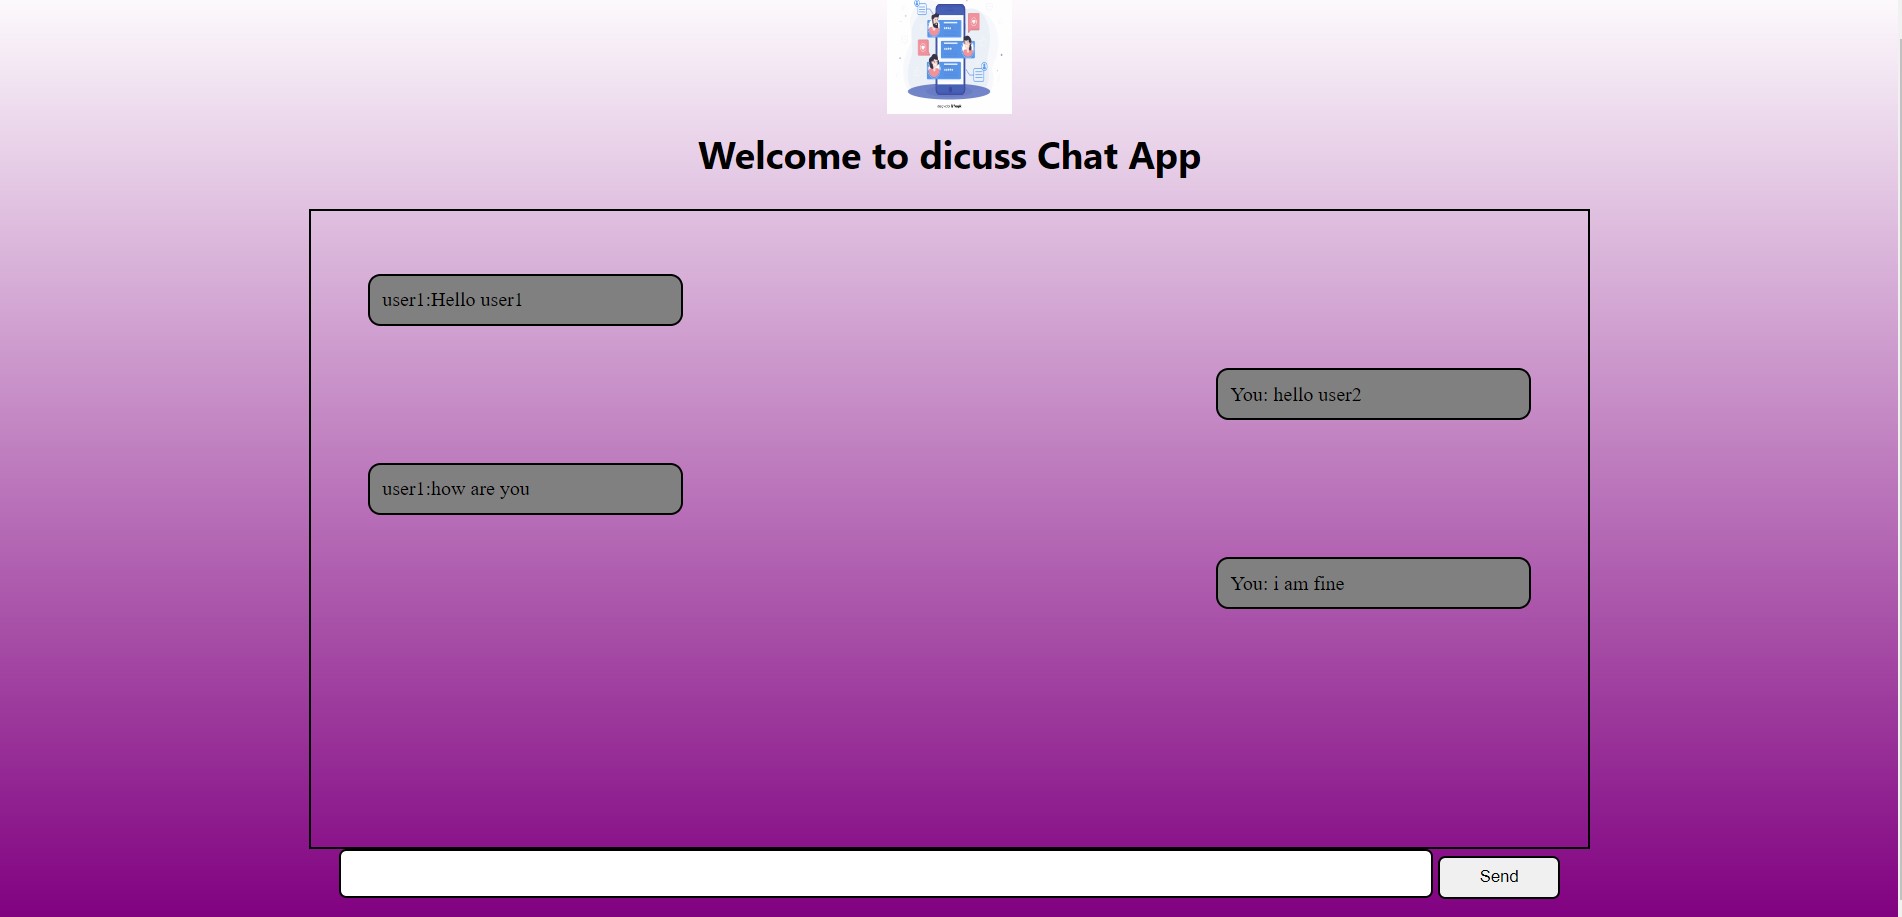 Welcome to dicuss Chat App
user1:Hello user1
You: hello user2
user1:how are you
You: i am fine
Send